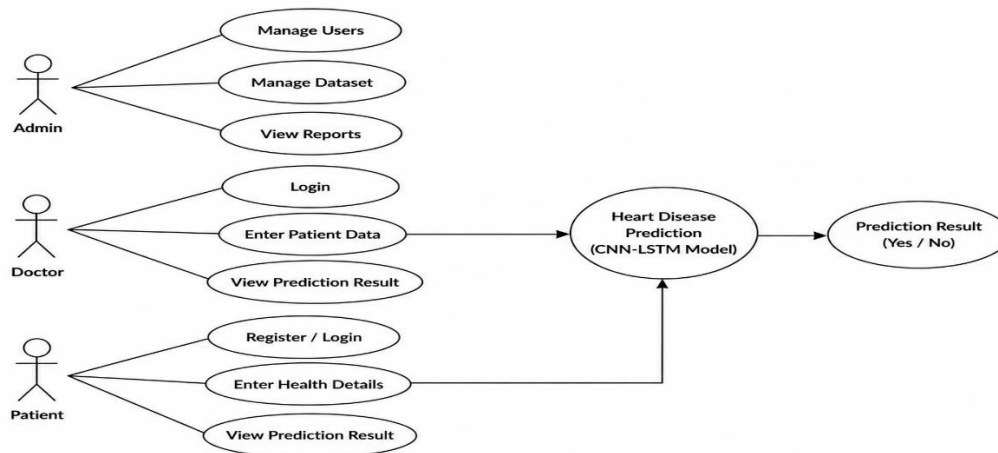 Manage Users
Manage Dataset
Admin
View Reports
Login
Enter Patient Data
Doctor
View Prediction Result
Register / Login
Enter Health Details
Patient
View Prediction Result
Heart Disease
Prediction
(CNN-LSTM Model)
Prediction Result
(Yes / No)